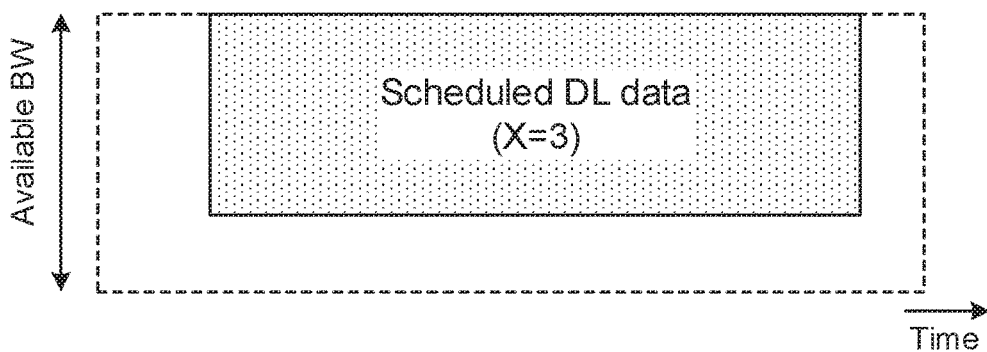 Available BW
Scheduled DL data
(X=3)
Time